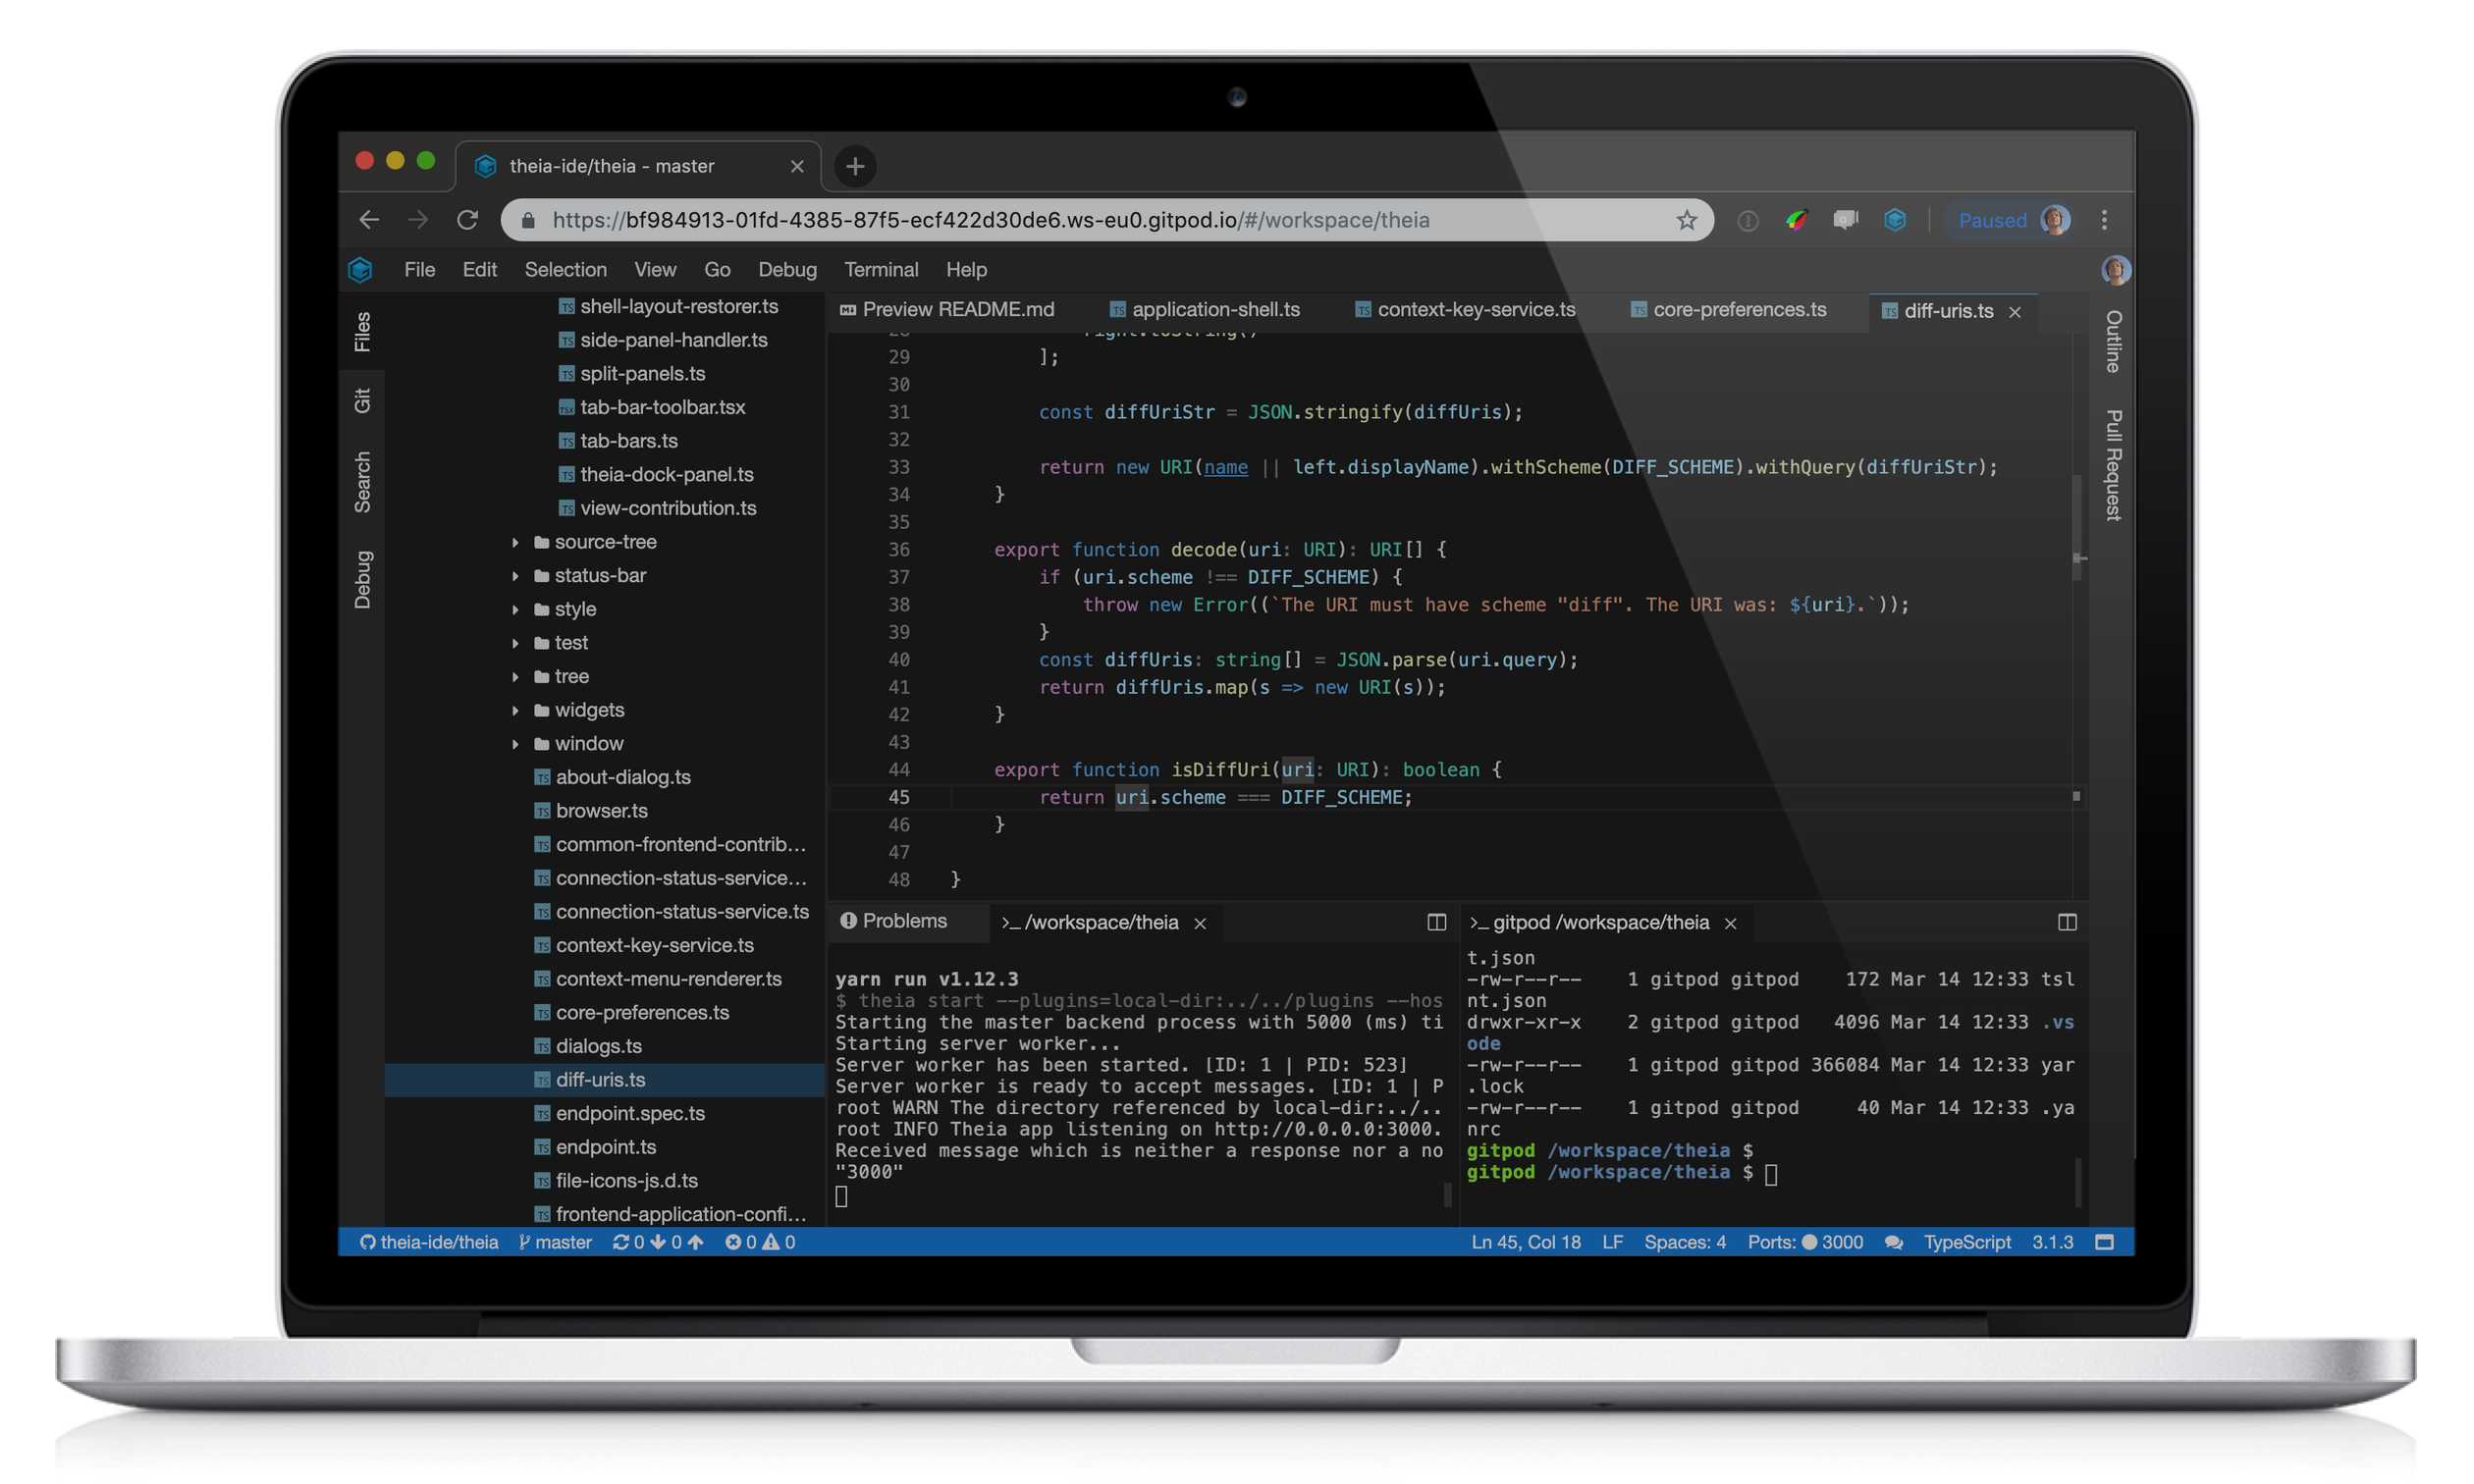 theia-ide/theia - master
https://bf984913-01fd-4385-87f5-ecf422d30de6.ws-eu0.gitpod.io/#/workspace/theia
Paused
File Edit Selection View Go Debug Terminal Help
Files
Git
Search
Debug
shell-layout-restorer.ts
side-panel-handler.ts
split-panels.ts
tab-bar-toolbar.tsx
tab-bars.ts
theia-dock-panel.ts
view-contribution.ts
source-tree
status-bar
style
test
tree
widgets
window
about-dialog.ts
browser.ts
common-frontend-contrib...
connection-status-service...
connection-status-service.ts
context-key-service.ts
context-menu-renderer.ts
core-preferences.ts
dialogs.ts
diff-uris.ts
endpoint.spec.ts
endpoint.ts
file-icons-js.d.ts
frontend-application-confi...
Preview README.md application-shell.ts context-key-service.ts core-preferences.ts diff-uris.ts
28 right.toString()
29 ];
30
31 const diffUriStr = JSON.stringify(diffUris);
32
33 return new URI(name || left.displayName).withScheme(DIFF_SCHEME).withQuery(diffUriStr);
34 }
35
36 export function decode(uri: URI): URI[] {
37 if (uri.scheme !== DIFF_SCHEME) {
38 throw new Error((`The URI must have scheme "diff". The URI was: ${uri}.`));
39 }
40 const diffUris: string[] = JSON.parse(uri.query);
41 return diffUris.map(s => new URI(s));
42 }
43
44 export function isDiffUri(uri: URI): boolean {
45 return uri.scheme === DIFF_SCHEME;
46 }
47
48 }
Outline
Pull Request
Problems >_ /workspace/theia
yarn run v1.12.3
$ theia start --plugins=local-dir:../../plugins --hos
Starting the master backend process with 5000 (ms) ti
Starting server worker...
Server worker has been started. [ID: 1 | PID: 523]
Server worker is ready to accept messages. [ID: 1 | P
root WARN The directory referenced by local-dir:../..
root INFO Theia app listening on http://0.0.0.0:3000.
Received message which is neither a response nor a no
"3000"
>_ gitpod /workspace/theia
t.json
-rw-r--r-- 1 gitpod gitpod 172 Mar 14 12:33 tsl
nt.json
drwxr-xr-x 2 gitpod gitpod 4096 Mar 14 12:33 .vs
ode
-rw-r--r-- 1 gitpod gitpod 366084 Mar 14 12:33 yar
.lock
-rw-r--r-- 1 gitpod gitpod 40 Mar 14 12:33 .ya
nrc
gitpod /workspace/theia $
gitpod /workspace/theia $
theia-ide/theia master 0 0 0 0 Ln 45, Col 18 LF Spaces: 4 Ports: 3000 TypeScript 3.1.3